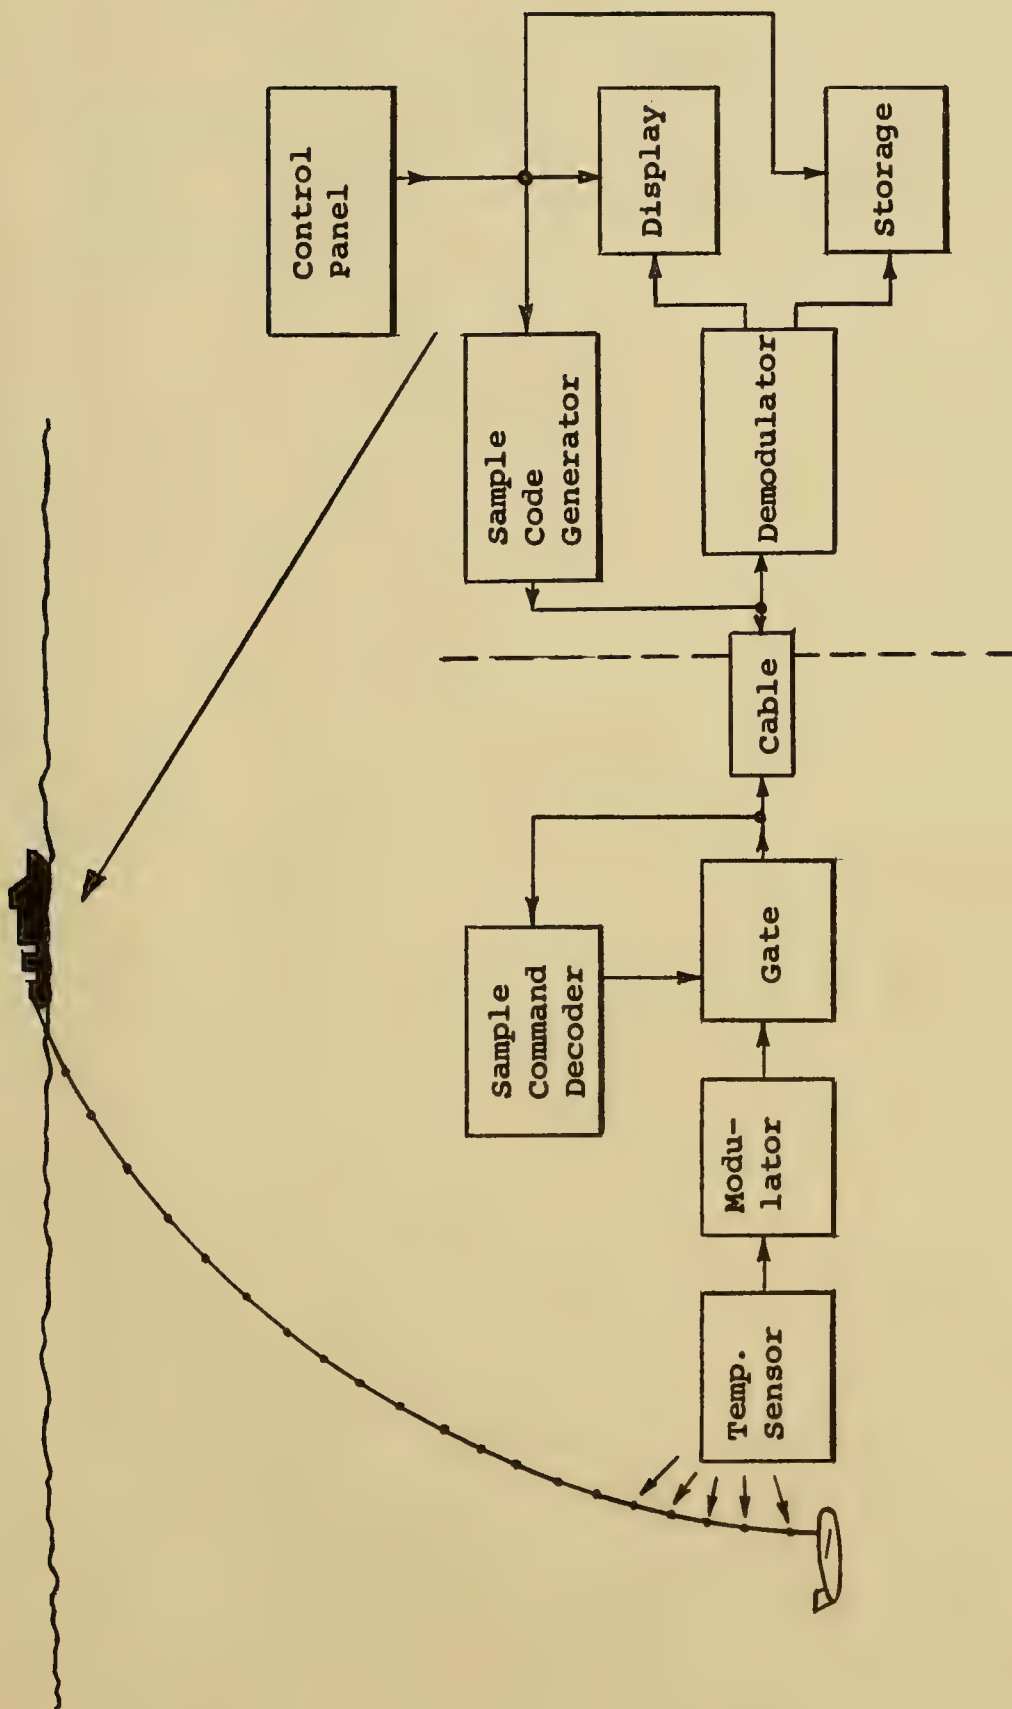 Control
Panel
Sample
Code
Generator
Display
Storage
Demodulator
Cable
Sample
Command
Decoder
Gate
Modu-
lator
Temp.
Sensor